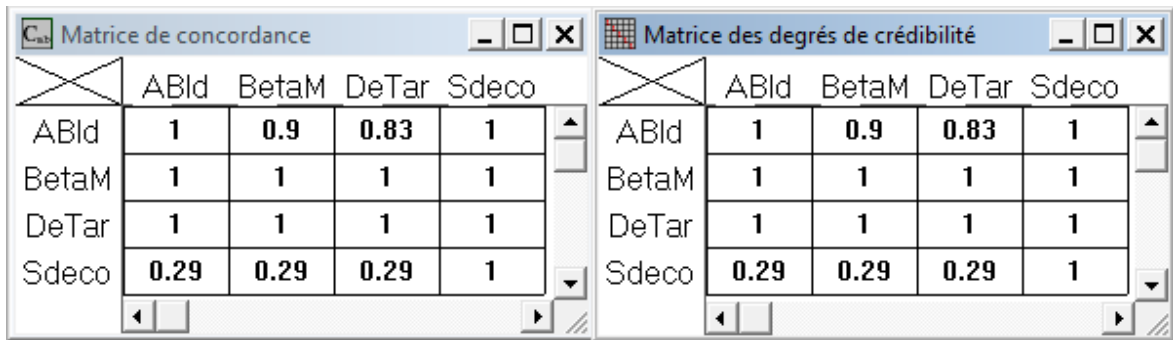 Cab Matrice de concordance
ABld BetaM DeTar Sdeco
ABld 1 0.9 0.83 1
BetaM 1 1 1 1
DeTar 1 1 1 1
Sdeco 0.29 0.29 0.29 1
Matrice des degrés de crédibilité
ABld BetaM DeTar Sdeco
ABld 1 0.9 0.83 1
BetaM 1 1 1 1
DeTar 1 1 1 1
Sdeco 0.29 0.29 0.29 1